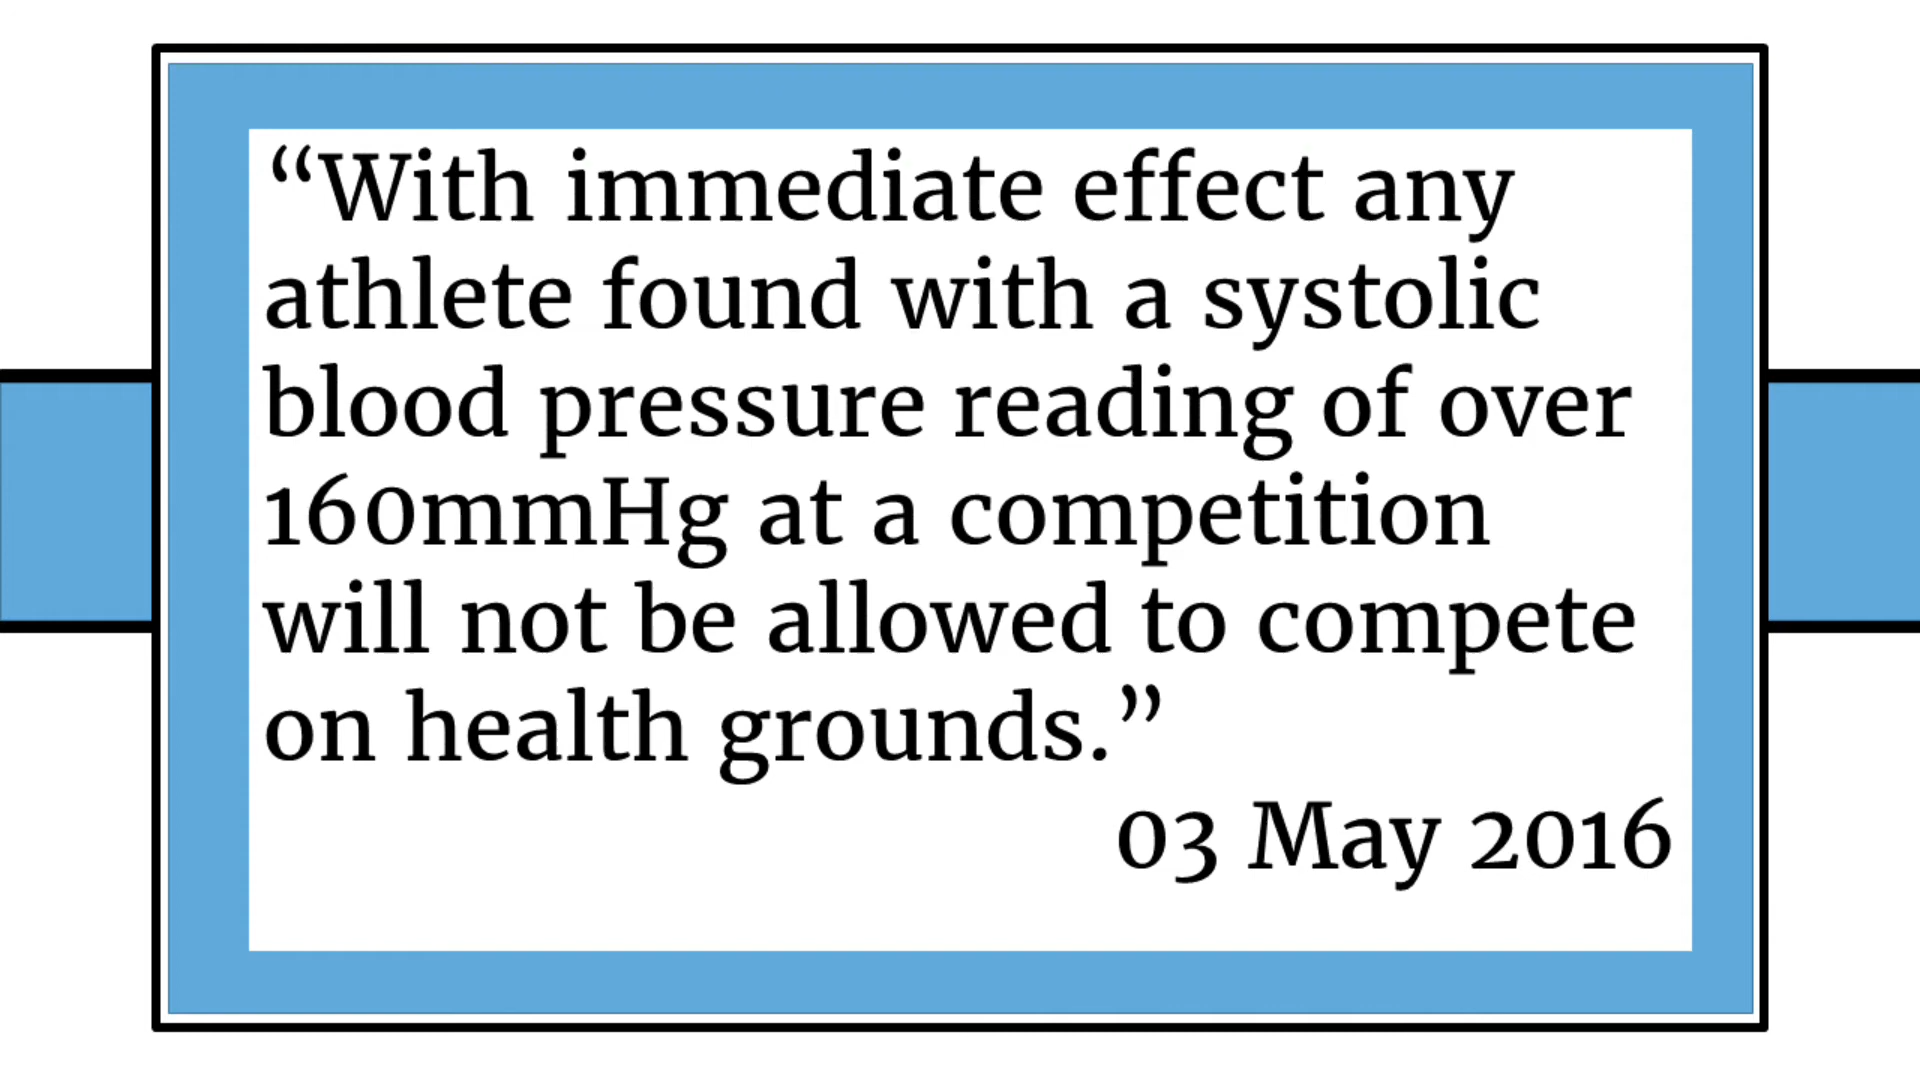 “With immediate effect any
athlete found with a systolic
blood pressure reading of over
160mmHg at a competition
will not be allowed to compete
on health grounds.”
03 May 2016